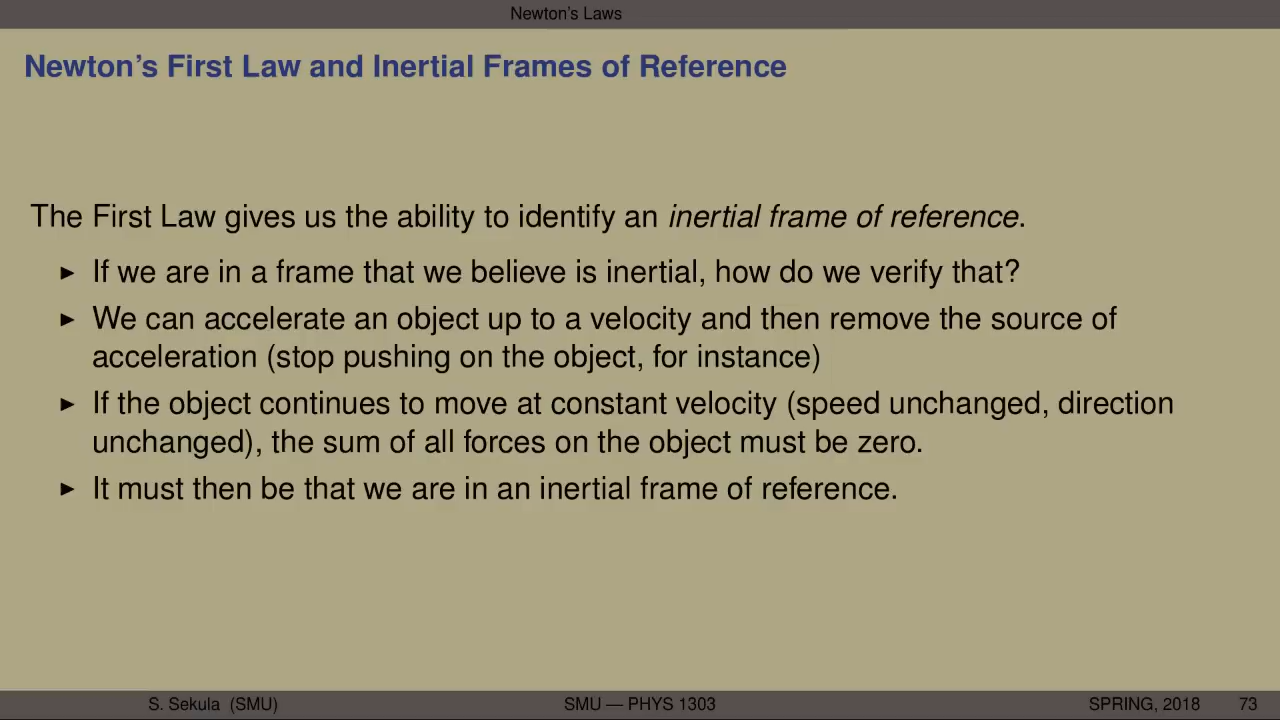 Newton's Laws
Newton's First Law and Inertial Frames of Reference
The First Law gives us the ability to identify an inertial frame of reference.
► If we are in a frame that we believe is inertial, how do we verify that?
► We can accelerate an object up to a velocity and then remove the source of
acceleration (stop pushing on the object, for instance)
► If the object continues to move at constant velocity (speed unchanged, direction
unchanged), the sum of all forces on the object must be zero.
► It must then be that we are in an inertial frame of reference.
S. Sekula (SMU) SMU — PHYS 1303 SPRING, 2018 73